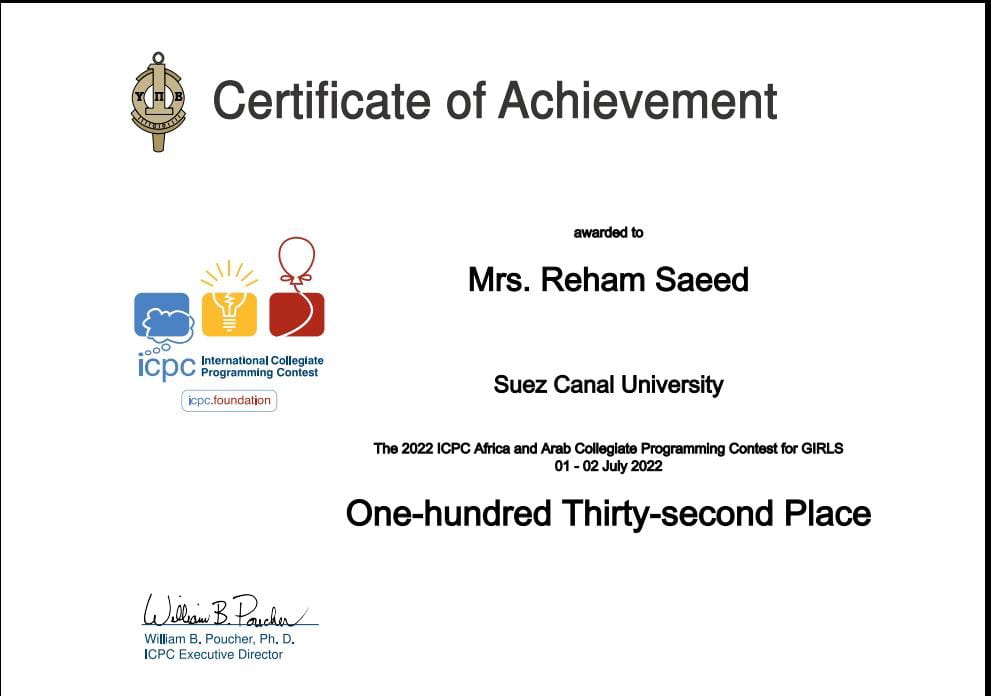 Certificate of Achievement
Y Π E
awarded to
Mrs. Reham Saeed
icpc International Collegiate
Programming Contest
icpc.foundation
Suez Canal University
The 2022 ICPC Africa and Arab Collegiate Programming Contest for GIRLS
01 - 02 July 2022
One-hundred Thirty-second Place
William B. Poucher
William B. Poucher, Ph. D.
ICPC Executive Director